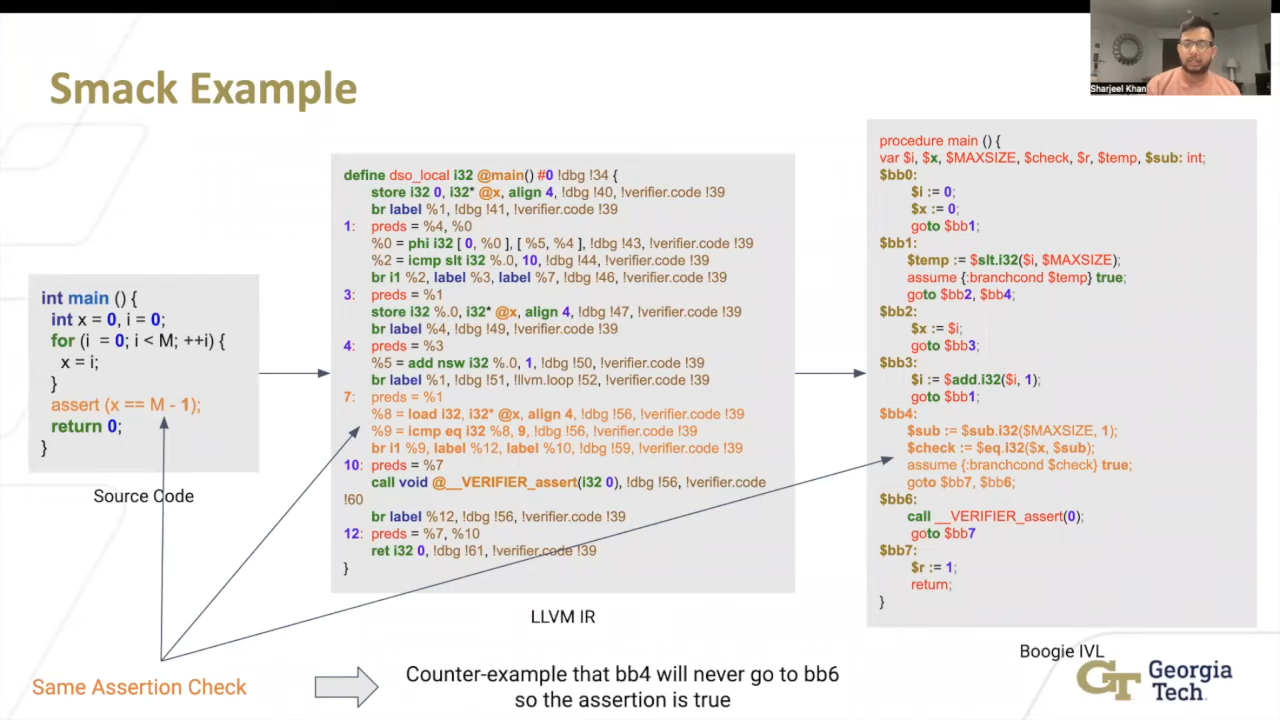 Smack Example
Sharjeel Khan
int main () {
int x = 0, i = 0;
for (i = 0; i < M; ++i) {
x = i;
}
assert (x == M - 1);
return 0;
}
Source Code
define dso_local i32 @main() #0 !dbg !34 {
store i32 0, i32* @x, align 4, !dbg !40, !verifier.code !39
br label %1, !dbg !41, !verifier.code !39
1: preds = %4, %0
%0 = phi i32 [ 0, %0 ], [ %5, %4 ], !dbg !43, !verifier.code !39
%2 = icmp slt i32 %.0, 10, !dbg !44, !verifier.code !39
br i1 %2, label %3, label %7, !dbg !46, !verifier.code !39
3: preds = %1
store i32 %.0, i32* @x, align 4, !dbg !47, !verifier.code !39
br label %4, !dbg !49, !verifier.code !39
4: preds = %3
%5 = add nsw i32 %.0, 1, !dbg !50, !verifier.code !39
br label %1, !dbg !51, !llvm.loop !52, !verifier.code !39
7: preds = %1
%8 = load i32, i32* @x, align 4, !dbg !56, !verifier.code !39
%9 = icmp eq i32 %8, 9, !dbg !56, !verifier.code !39
br i1 %9, label %12, label %10, !dbg !59, !verifier.code !39
10: preds = %7
call void @__VERIFIER_assert(i32 0), !dbg !56, !verifier.code
!60
br label %12, !dbg !56, !verifier.code !39
12: preds = %7, %10
ret i32 0, !dbg !61, !verifier.code !39
}
LLVM IR
procedure main () {
var $i, $x, $MAXSIZE, $check, $r, $temp, $sub: int;
$bb0:
$i := 0;
$x := 0;
goto $bb1;
$bb1:
$temp := $slt.i32($i, $MAXSIZE);
assume {:branchcond $temp} true;
goto $bb2, $bb4;
$bb2:
$x := $i;
goto $bb3;
$bb3:
$i := $add.i32($i, 1);
goto $bb1;
$bb4:
$sub := $sub.i32($MAXSIZE, 1);
$check := $eq.i32($x, $sub);
assume {:branchcond $check} true;
goto $bb7, $bb6;
$bb6:
call __VERIFIER_assert(0);
goto $bb7
$bb7:
$r := 1;
return;
}
Boogie IVL
Same Assertion Check
Counter-example that bb4 will never go to bb6
so the assertion is true
GT Georgia
Tech.